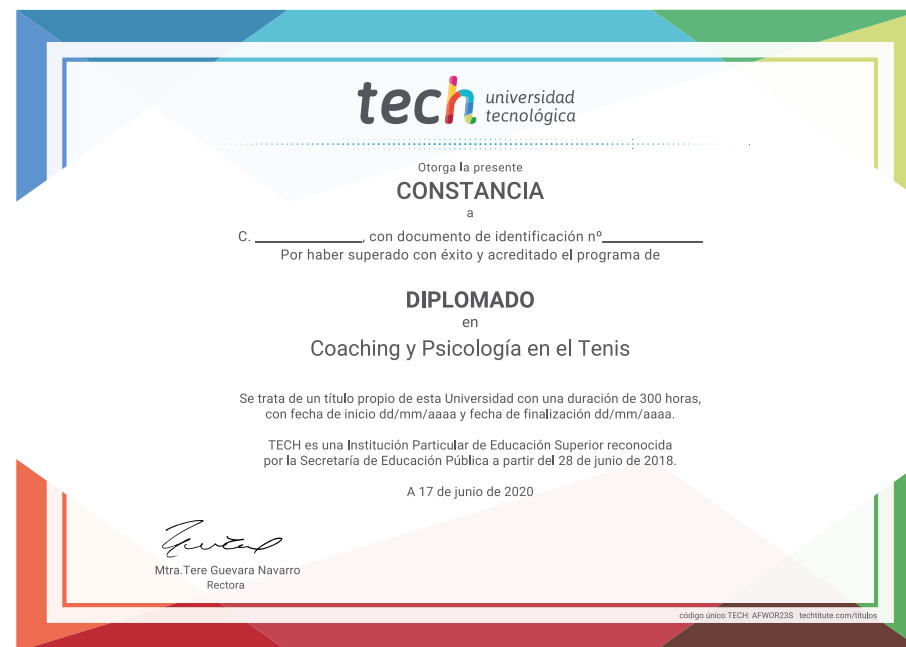 tech universidad
tecnológica
Otorga la presente
CONSTANCIA
a
C. ______________, con documento de identificación nº_____________
Por haber superado con éxito y acreditado el programa de
DIPLOMADO
en
Coaching y Psicología en el Tenis
Se trata de un título propio de esta Universidad con una duración de 300 horas,
con fecha de inicio dd/mm/aaaa y fecha de finalización dd/mm/aaaa.
TECH es una Institución Particular de Educación Superior reconocida
por la Secretaría de Educación Pública a partir del 28 de junio de 2018.
A 17 de junio de 2020
Mtra.Tere Guevara Navarro
Rectora
código único TECH: AFWOR23S techtitute.com/titulos